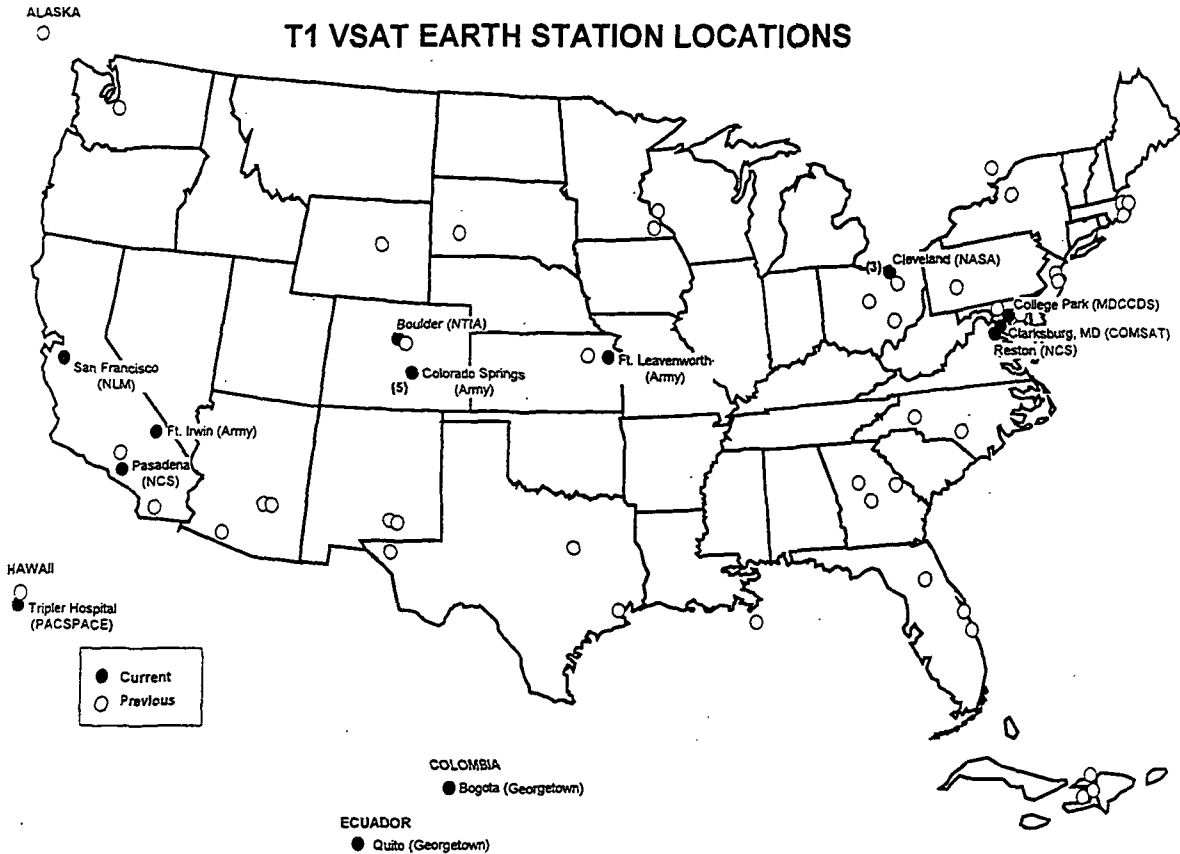 ALASKA
T1 VSAT EARTH STATION LOCATIONS
(3)
Cleveland (NASA)
College Park (MDCCDS)
Clarksburg, MD (COMSAT)
Reston (NCS)
Boulder (NTIA)
San Francisco
(NLM)
(5)
Colorado Springs
(Army)
Ft. Leavenworth
(Army)
Ft. Irwin (Army)
Pasadena
(NCS)
HAWAII
Tripler Hospital
(PACSPACE)
Current
Previous
COLOMBIA
Bogota (Georgetown)
ECUADOR
Quito (Georgetown)